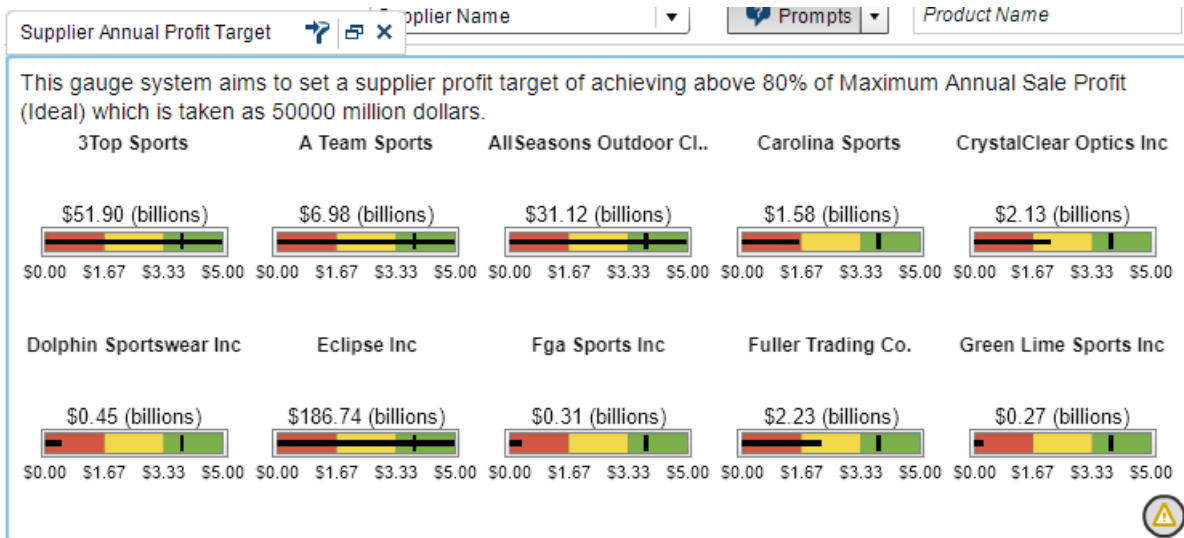 Supplier Name
Prompts
Product Name
Supplier Annual Profit Target
This gauge system aims to set a supplier profit target of achieving above 80% of Maximum Annual Sale Profit
(Ideal) which is taken as 50000 million dollars.
3Top Sports A Team Sports AllSeasons Outdoor Cl.. Carolina Sports CrystalClear Optics Inc
$51.90 (billions) $6.98 (billions) $31.12 (billions) $1.58 (billions) $2.13 (billions)
$0.00 $1.67 $3.33 $5.00 $0.00 $1.67 $3.33 $5.00 $0.00 $1.67 $3.33 $5.00 $0.00 $1.67 $3.33 $5.00 $0.00 $1.67 $3.33 $5.00
Dolphin Sportswear Inc Eclipse Inc Fga Sports Inc Fuller Trading Co. Green Lime Sports Inc
$0.45 (billions) $186.74 (billions) $0.31 (billions) $2.23 (billions) $0.27 (billions)
$0.00 $1.67 $3.33 $5.00 $0.00 $1.67 $3.33 $5.00 $0.00 $1.67 $3.33 $5.00 $0.00 $1.67 $3.33 $5.00 $0.00 $1.67 $3.33 $5.00